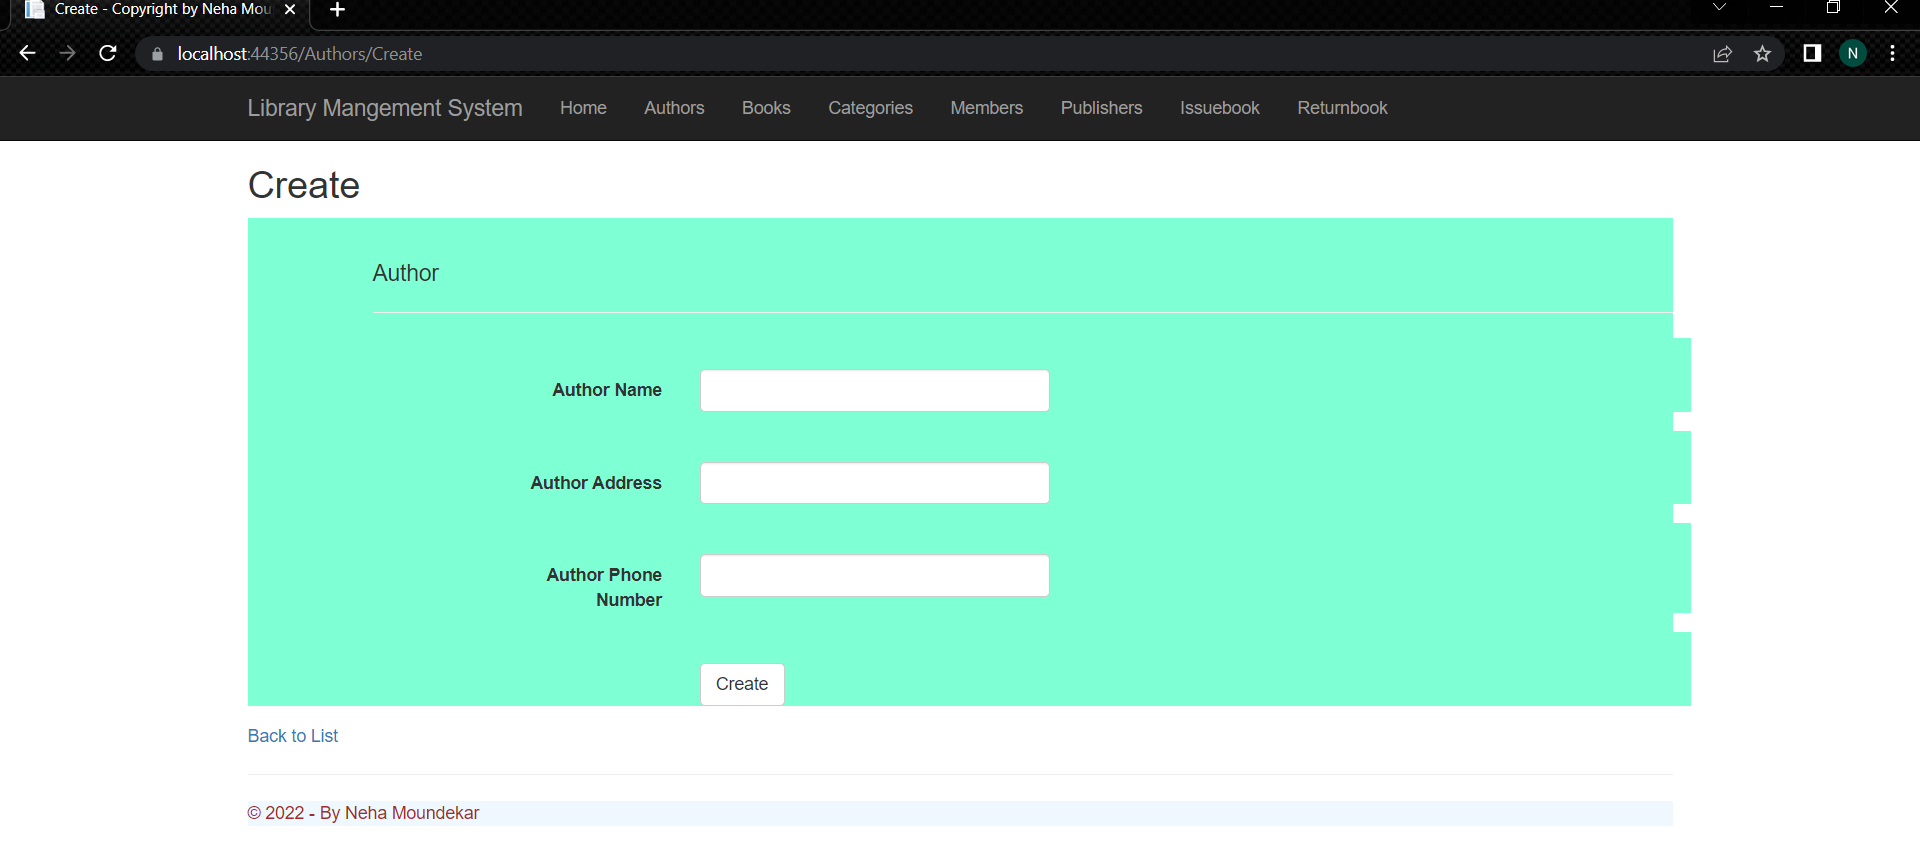 Create - Copyright by Neha Mou
localhost:44356/Authors/Create
N
Library Mangement System Home Authors Books Categories Members Publishers Issuebook Returnbook
Create
Author
Author Name
Author Address
Author Phone
Number
Create
Back to List
© 2022 - By Neha Moundekar